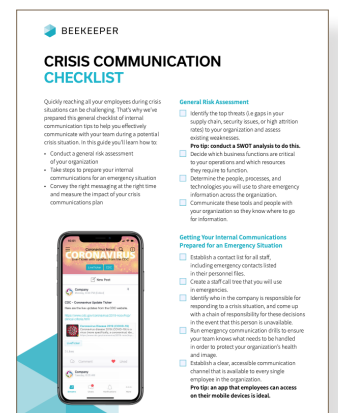 BEEKEEPER
CRISIS COMMUNICATION
CHECKLIST
Quickly reaching all your employees during crisis
situations can be challenging. That's why we've
prepared this general checklist of internal
communication tips to help you effectively
communicate with your team during a potential
crisis situation. In this guide you'll learn how to:
• Conduct a general risk assessment
of your organization
• Take steps to prepare your internal
communications for an emergency situation
• Convey the right messaging at the right time
and measure the impact of your crisis
communications plan
General Risk Assessment
Identify the top threats (i.e gaps in your
supply chain, security issues, or high attrition
rates) to your organization and assess
existing weaknesses.
Pro tip: conduct a SWOT analysis to do this.
Decide which business functions are critical
to your operations and which resources
they require to function.
Determine the people, processes, and
technologies you will use to share emergency
information across the organization.
Communicate these tools and people with
your organization so they know where to go
for information.
Getting Your Internal Communications
Prepared for an Emergency Situation
Establish a contact list for all staff,
including emergency contacts listed
in their personnel files.
Create a staff call tree that you will use
in emergencies.
Identify who in the company is responsible for
responding to a crisis situation, and come up
with a chain of responsibility for these decisions
in the event that this person is unavailable.
Run emergency communication drills to ensure
your team knows what needs to be handled
in order to protect your organization's health
and image.
Establish a clear, accessible communication
channel that is available to every single
employee in the organization.
Pro tip: an app that employees can access
on their mobile devices is ideal.
Coronavirus News
CORONAVIRUS
Company
CDC - Coronavirus Update Ticker
Company